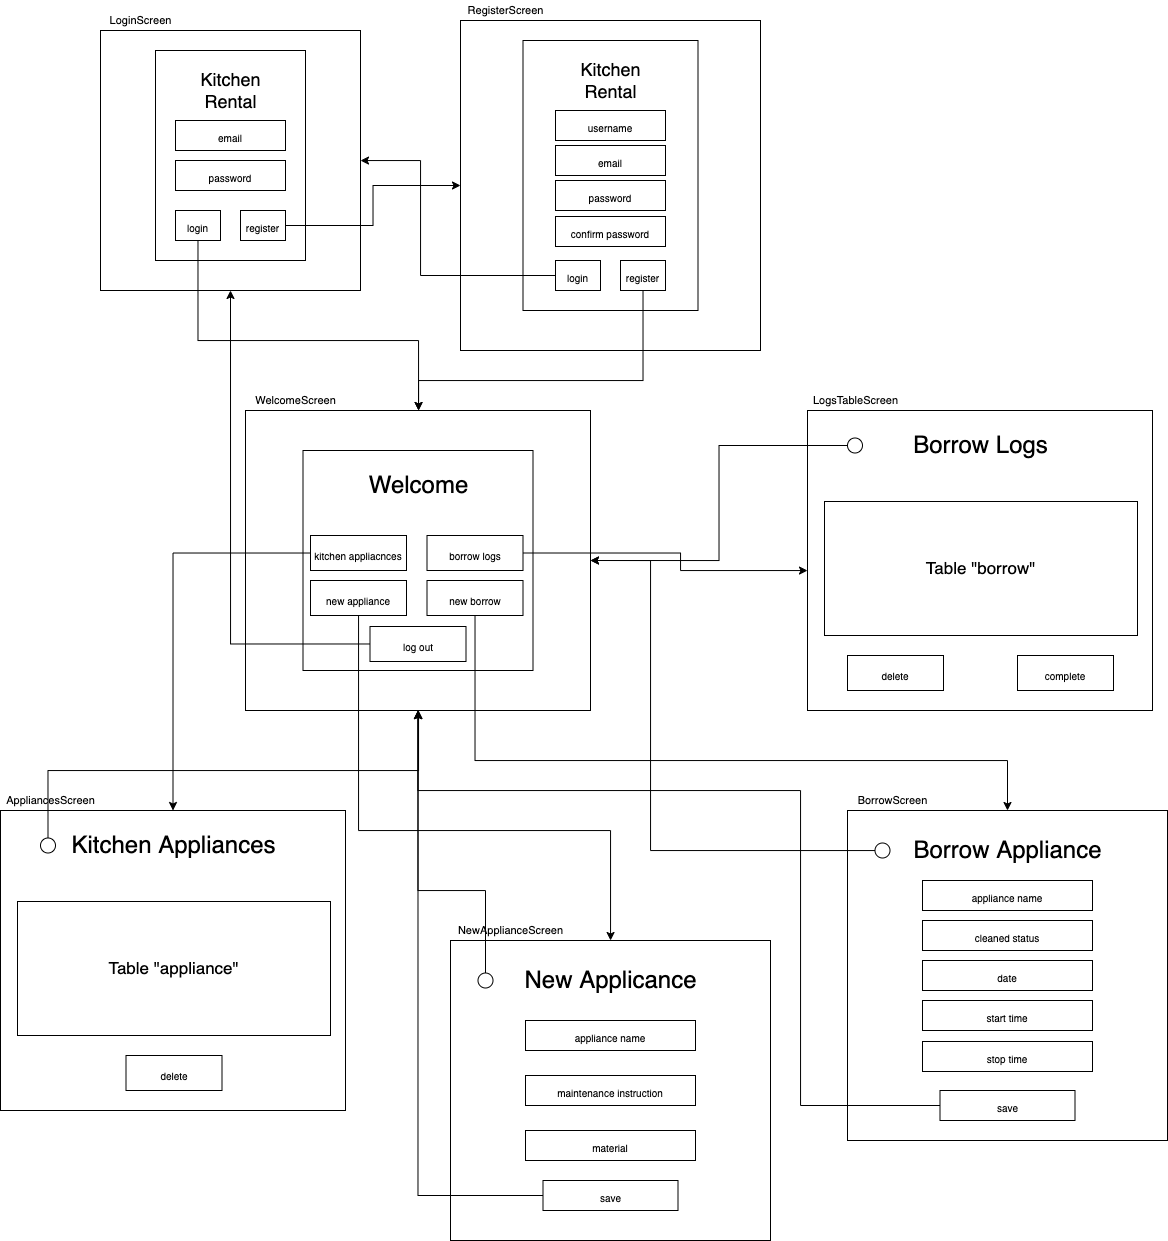 LoginScreen
Kitchen
Rental
email
password
login
register
RegisterScreen
Kitchen
Rental
username
email
password
confirm password
login
register
WelcomeScreen
Welcome
kitchen appliacnces
borrow logs
new appliance
new borrow
log out
LogsTableScreen
Borrow Logs
Table "borrow"
delete
complete
AppliancesScreen
Kitchen Appliances
Table "appliance"
delete
NewApplianceScreen
New Applicance
appliance name
maintenance instruction
material
save
BorrowScreen
Borrow Appliance
appliance name
cleaned status
date
start time
stop time
save